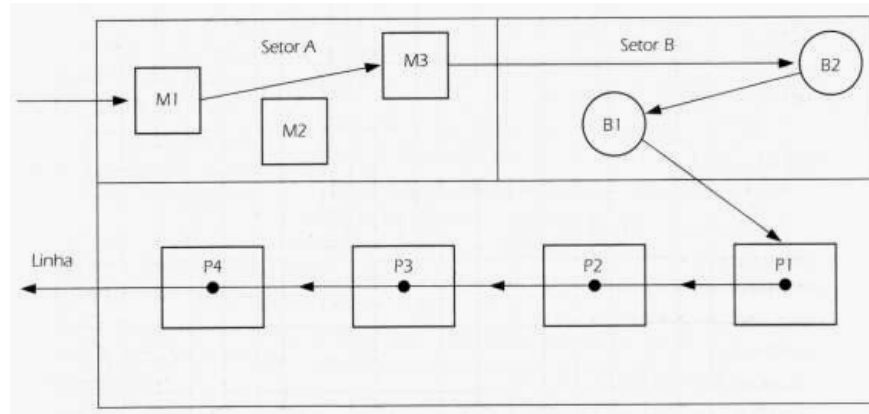 Setor A
M1
M2
M3
Setor B
B2
B1
Linha
P4
P3
P2
P1